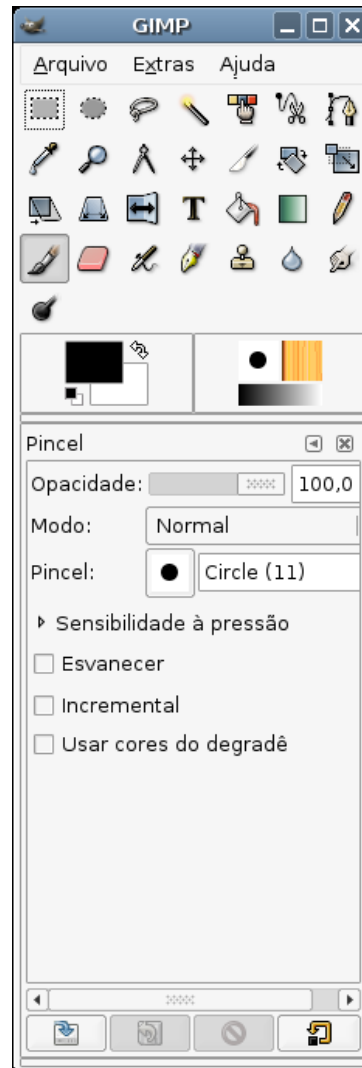 GIMP
Arquivo Extras Ajuda
Pincel
Opacidade: 100,0
Modo: Normal
Pincel: Circle (11)
Sensibilidade à pressão
Esvanecer
Incremental
Usar cores do degradê